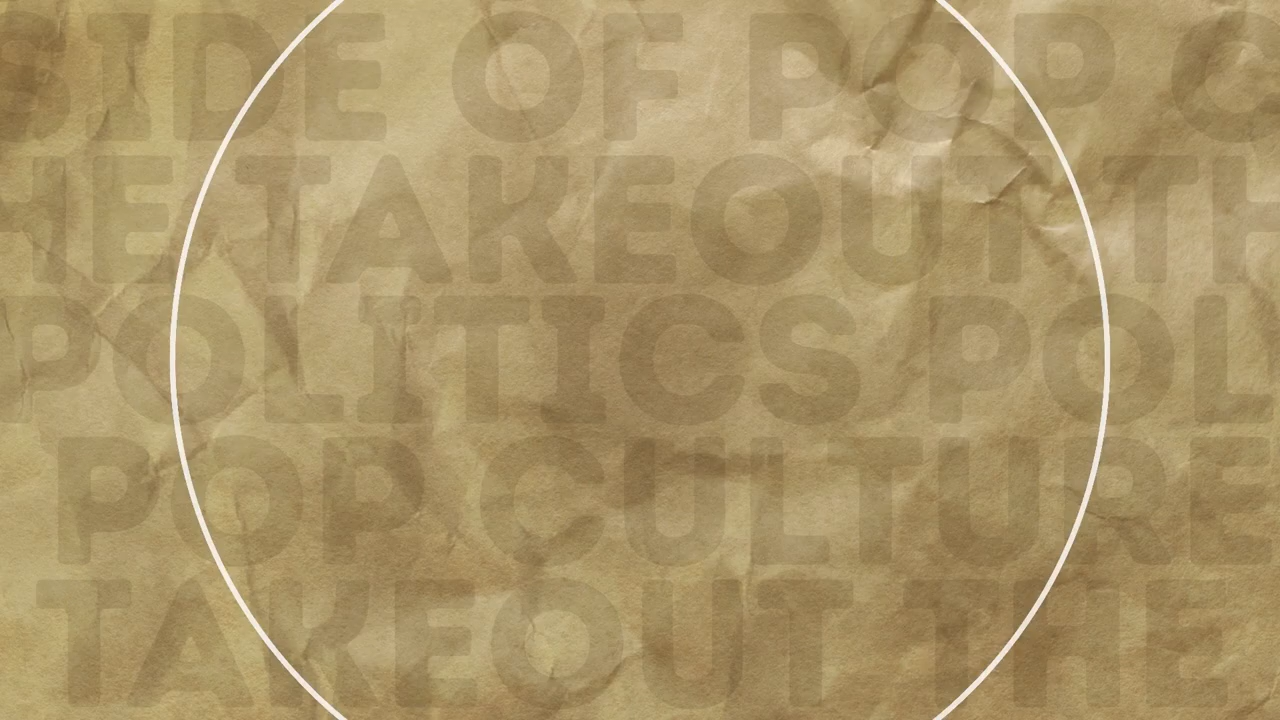 SIDE OF POP C
HE TAKEOUT TH
POLITICS POL
POP CULTURE
TAKEOUT THE